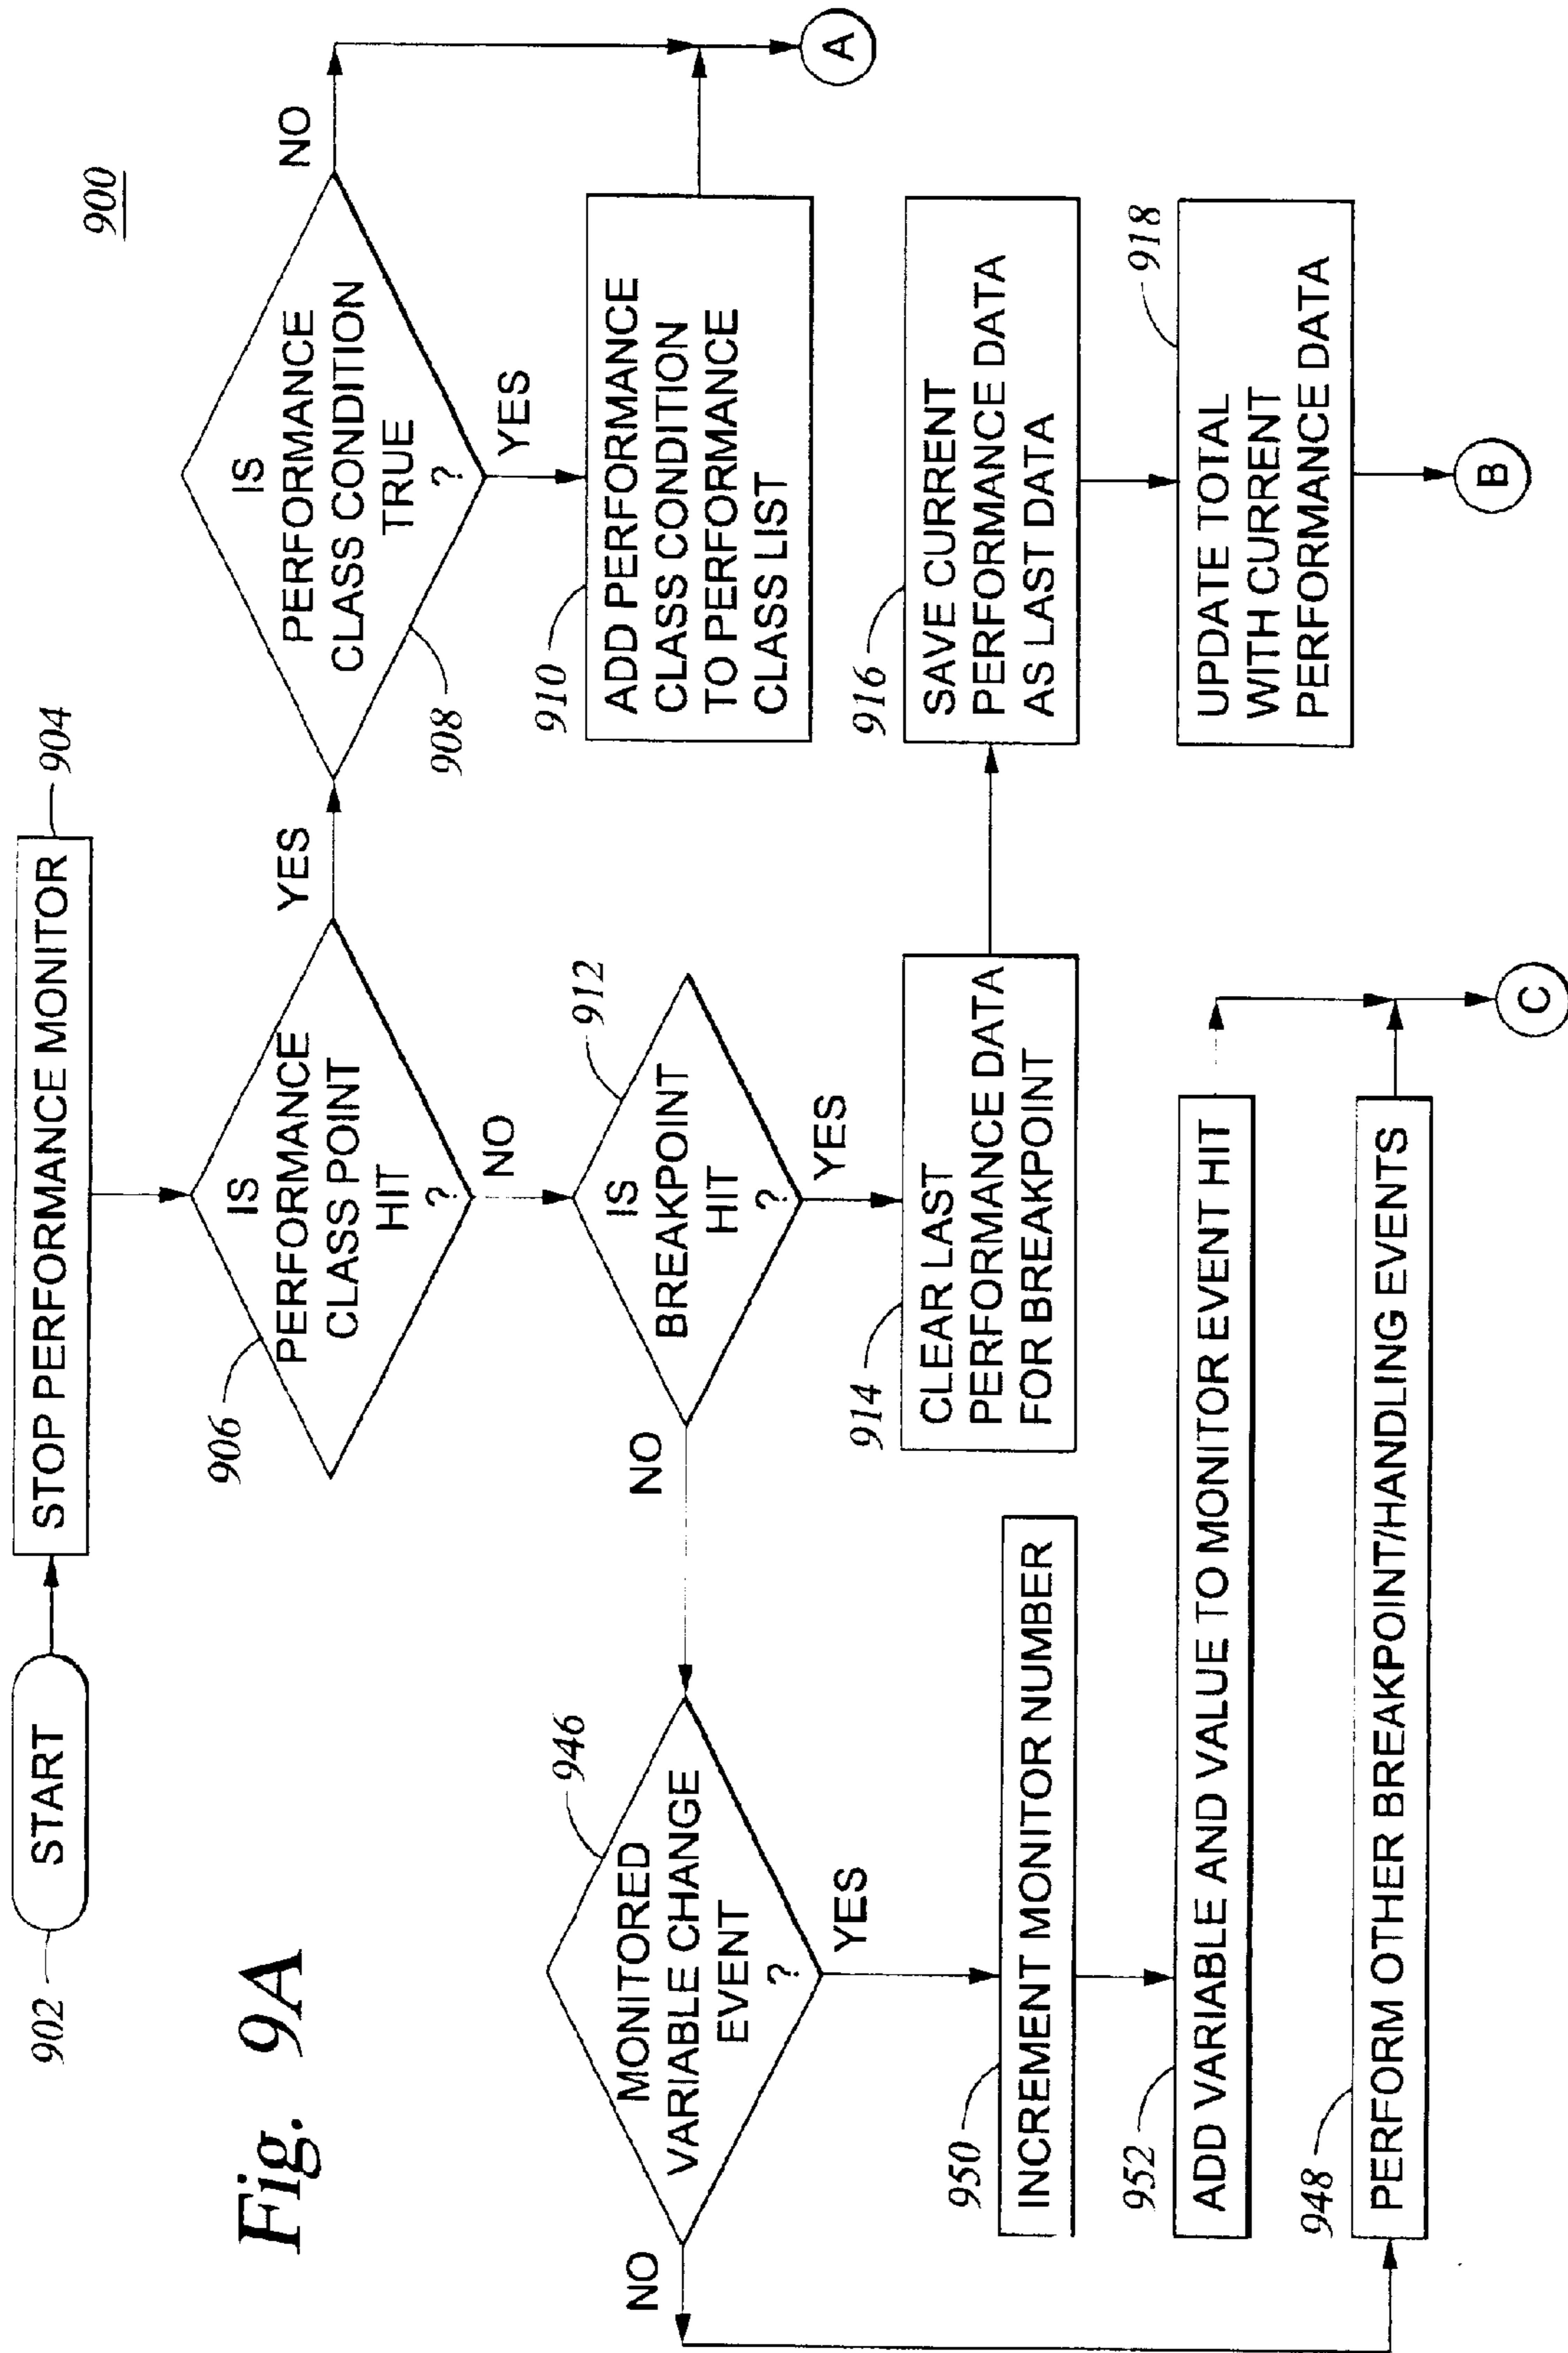 Fig. 9A
900
902
START
STOP PERFORMANCE MONITOR
904
906
IS
PERFORMANCE
CLASS POINT
HIT
?
YES
NO
908
IS
PERFORMANCE
CLASS CONDITION
TRUE
?
NO
YES
910
ADD PERFORMANCE
CLASS CONDITION
TO PERFORMANCE
CLASS LIST
A
912
IS
BREAKPOINT
HIT
?
NO
YES
914
CLEAR LAST
PERFORMANCE DATA
FOR BREAKPOINT
916
SAVE CURRENT
PERFORMANCE DATA
AS LAST DATA
918
UPDATE TOTAL
WITH CURRENT
PERFORMANCE DATA
B
946
MONITORED
VARIABLE CHANGE
EVENT
?
NO
YES
950
INCREMENT MONITOR NUMBER
952
ADD VARIABLE AND VALUE TO MONITOR EVENT HIT
948
PERFORM OTHER BREAKPOINT/HANDLING EVENTS
C